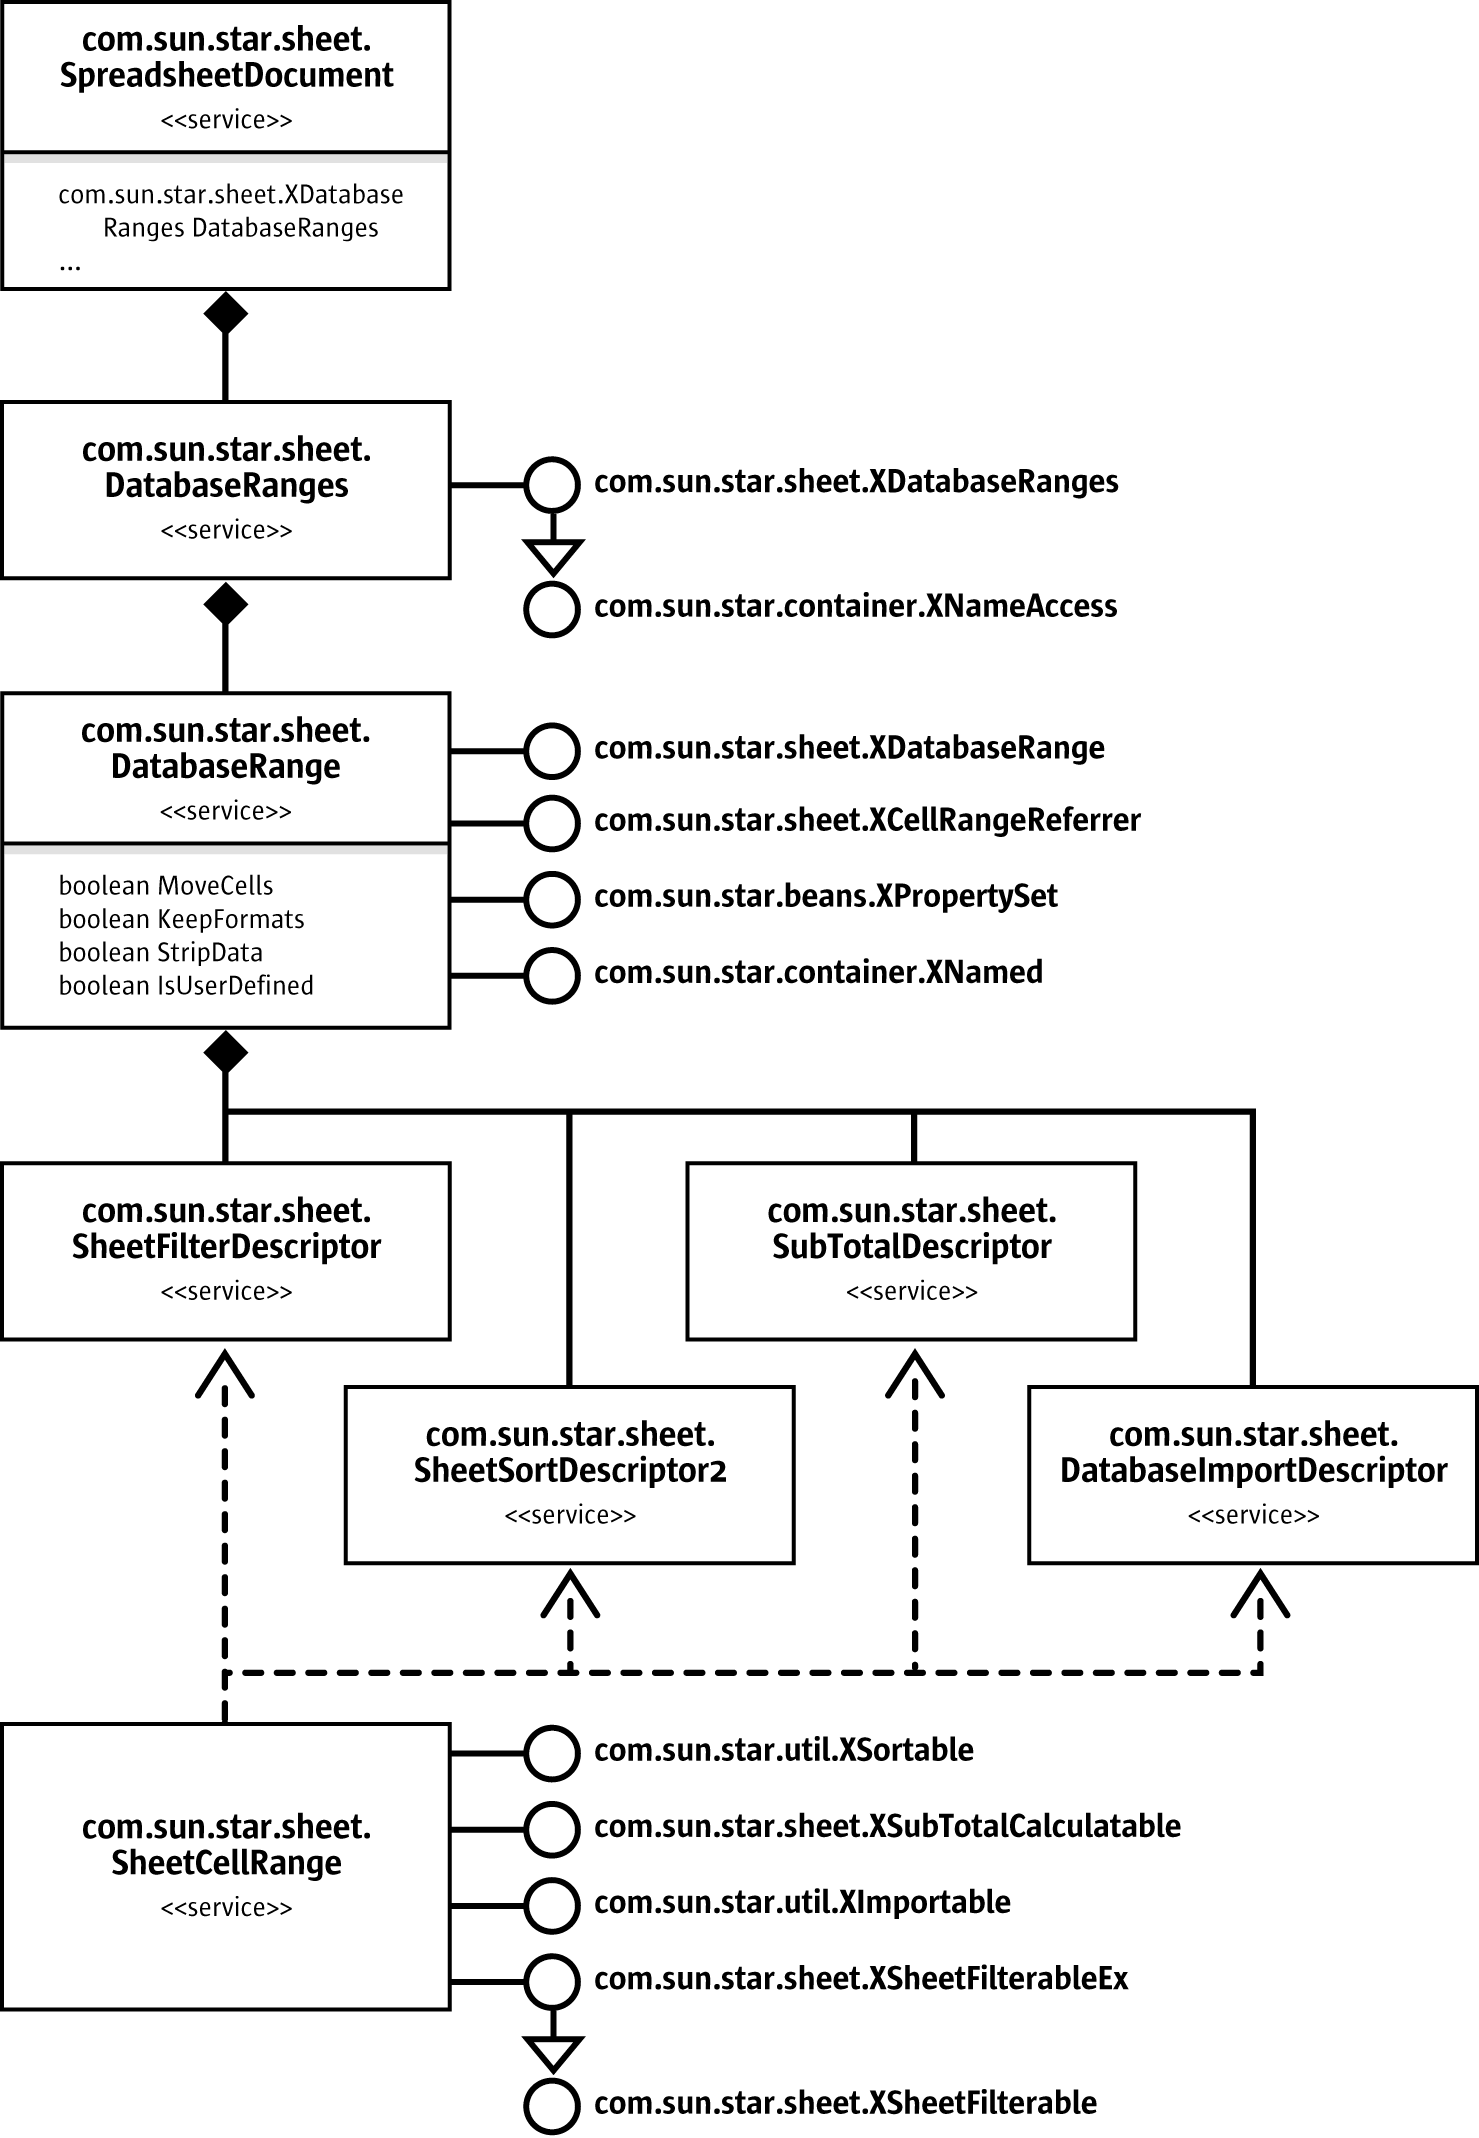 com.sun.star.sheet.
SpreadsheetDocument
<<service>>
com.sun.star.sheet.XDatabase
Ranges DatabaseRanges
...
com.sun.star.sheet.
DatabaseRanges
<<service>>
com.sun.star.sheet.XDatabaseRanges
com.sun.star.container.XNameAccess
com.sun.star.sheet.
DatabaseRange
<<service>>
boolean MoveCells
boolean KeepFormats
boolean StripData
boolean IsUserDefined
com.sun.star.sheet.XDatabaseRange
com.sun.star.sheet.XCellRangeReferrer
com.sun.star.beans.XPropertySet
com.sun.star.container.XNamed
com.sun.star.sheet.
SheetFilterDescriptor
<<service>>
com.sun.star.sheet.
SubTotalDescriptor
<<service>>
com.sun.star.sheet.
SheetSortDescriptor2
<<service>>
com.sun.star.sheet.
DatabaseImportDescriptor
<<service>>
com.sun.star.sheet.
SheetCellRange
<<service>>
com.sun.star.util.XSortable
com.sun.star.sheet.XSubTotalCalculatable
com.sun.star.util.XImportable
com.sun.star.sheet.XSheetFilterableEx
com.sun.star.sheet.XSheetFilterable